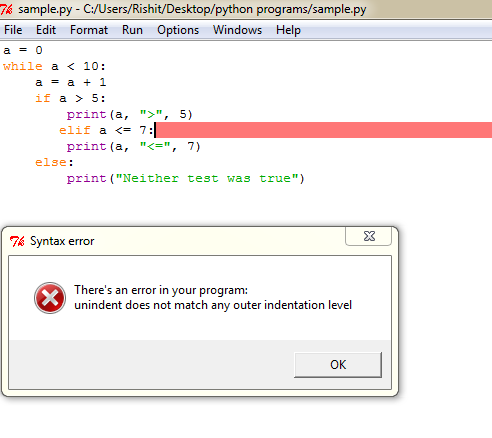 sample.py - C:/Users/Rishit/Desktop/python programs/sample.py
File Edit Format Run Options Windows Help
a = 0
while a < 10:
    a = a + 1
    if a > 5:
        print(a, ">", 5)
       elif a <= 7:
        print(a, "<=", 7)
    else:
        print("Neither test was true")
Syntax error
There's an error in your program:
unindent does not match any outer indentation level
OK